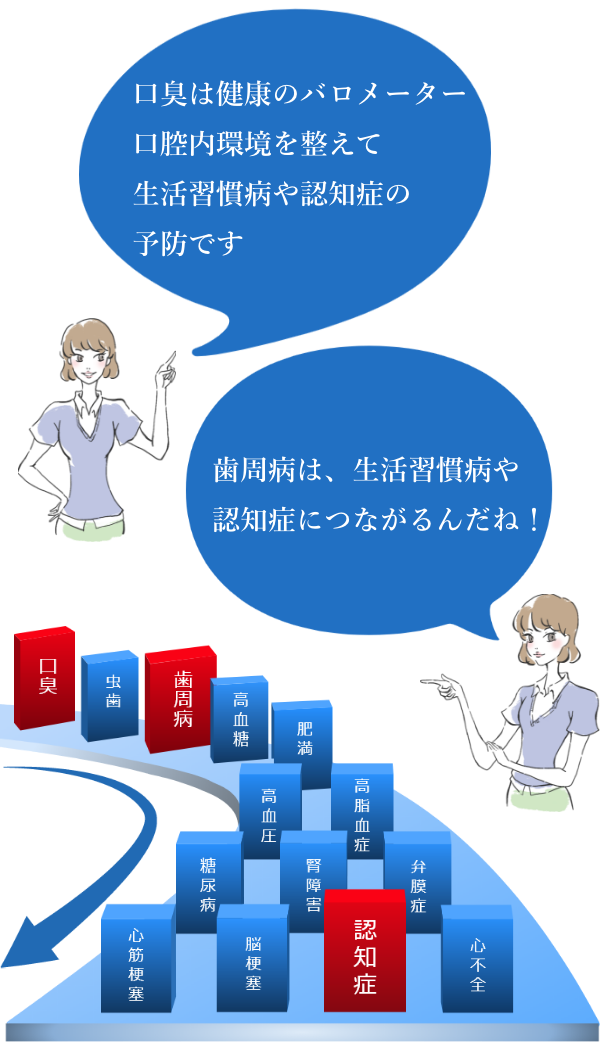 口臭は健康のバロメーター
口腔内環境を整えて
生活習慣病や認知症の
予防です
歯周病は、生活習慣病や
認知症につながるんだね！
口臭
虫歯
歯周病
高血糖
肥満
高血圧
高脂血症
糖尿病
腎障害
弁膜症
心筋梗塞
脳梗塞
認知症
心不全